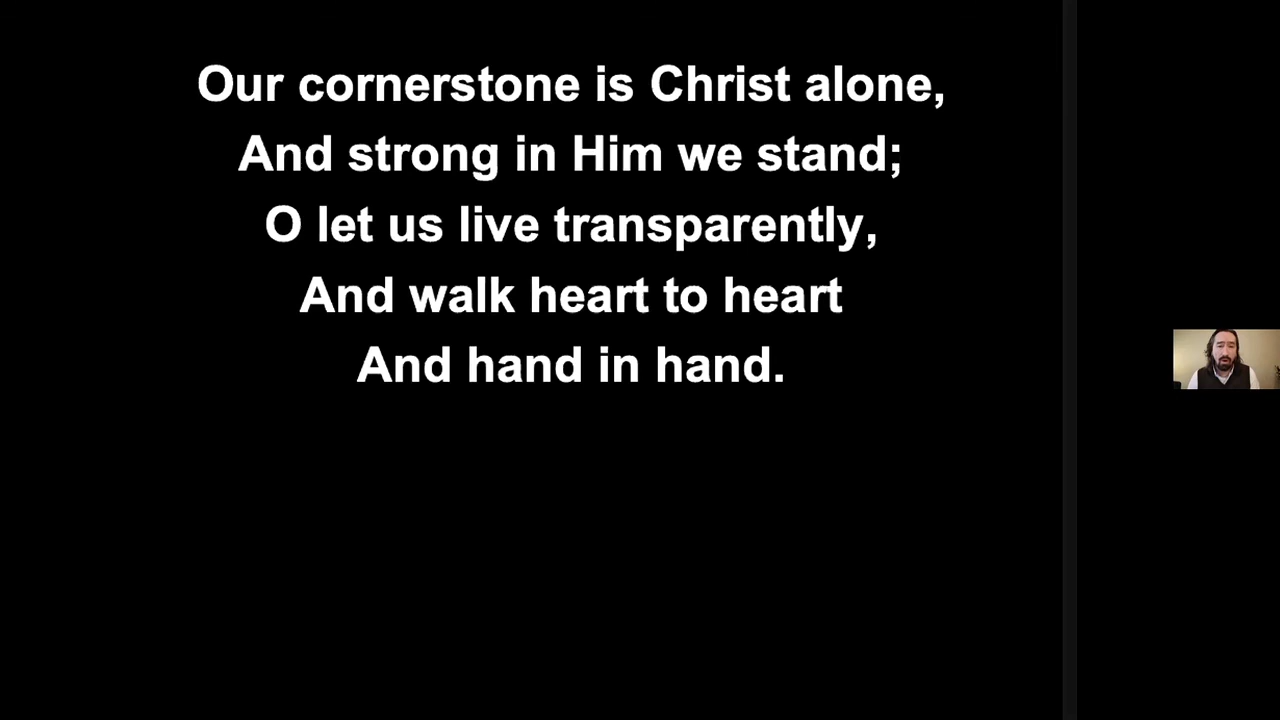 Our cornerstone is Christ alone,
And strong in Him we stand;
O let us live transparently,
And walk heart to heart
And hand in hand.